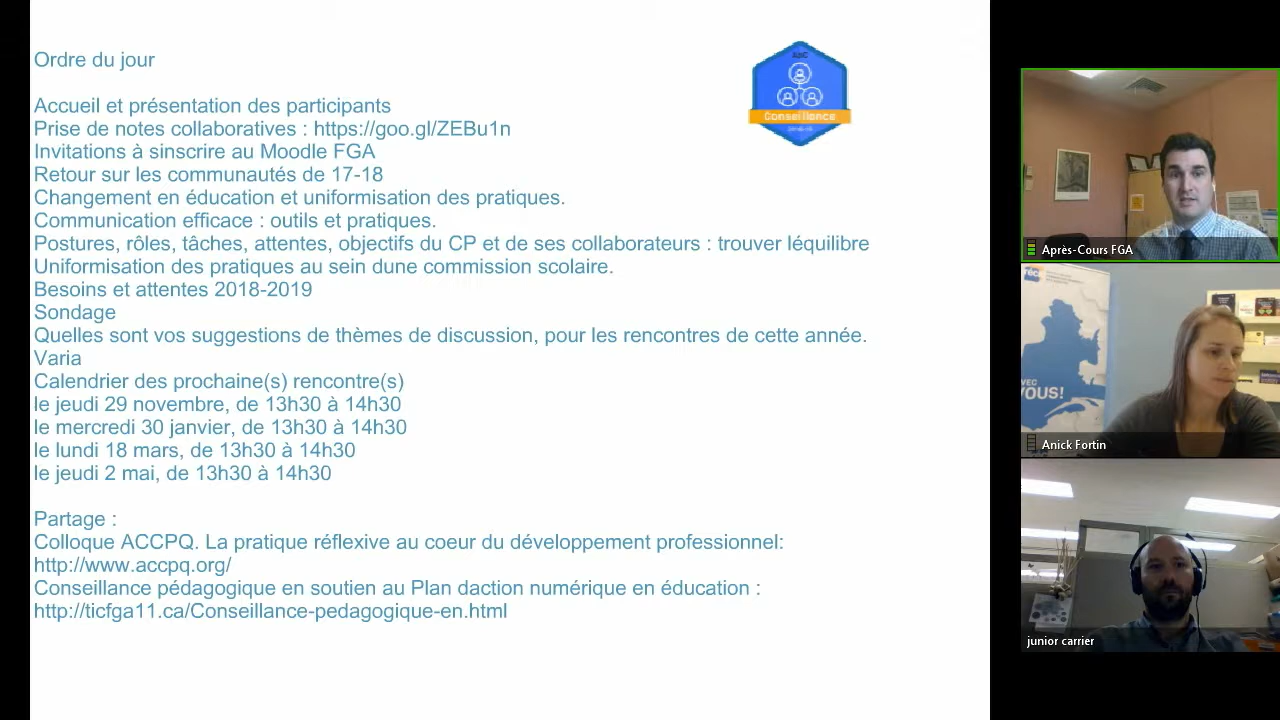 Ordre du jour
Accueil et présentation des participants
Prise de notes collaboratives : https://goo.gl/ZEBu1n
Invitations à sinscrire au Moodle FGA
Retour sur les communautés de 17-18
Changement en éducation et uniformisation des pratiques.
Communication efficace : outils et pratiques.
Postures, rôles, tâches, attentes, objectifs du CP et de ses collaborateurs : trouver léquilibre
Uniformisation des pratiques au sein dune commission scolaire.
Besoins et attentes 2018-2019
Sondage
Quelles sont vos suggestions de thèmes de discussion, pour les rencontres de cette année.
Varia
Calendrier des prochaine(s) rencontre(s)
le jeudi 29 novembre, de 13h30 à 14h30
le mercredi 30 janvier, de 13h30 à 14h30
le lundi 18 mars, de 13h30 à 14h30
le jeudi 2 mai, de 13h30 à 14h30
Partage :
Colloque ACCPQ. La pratique réflexive au coeur du développement professionnel:
http://www.accpq.org/
Conseillance pédagogique en soutien au Plan daction numérique en éducation :
http://ticfga11.ca/Conseillance-pedagogique-en.html
Conseillance
Après-Cours FGA
VOUS!
Anick Fortin
junior carrier